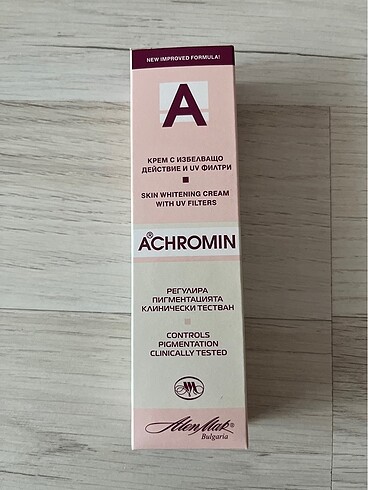 NEW IMPROVED FORMULA!
A
КРЕМ С ИЗБЕЛВАЩО
ДЕЙСТВИЕ И UV ФИЛТРИ
SKIN WHITENING CREAM
WITH UV FILTERS
ACHROMIN®
РЕГУЛИРА
ПИГМЕНТАЦИЯТА
КЛИНИЧЕСКИ ТЕСТВАН
CONTROLS
PIGMENTATION
CLINICALLY TESTED
AlenMak®
Bulgaria